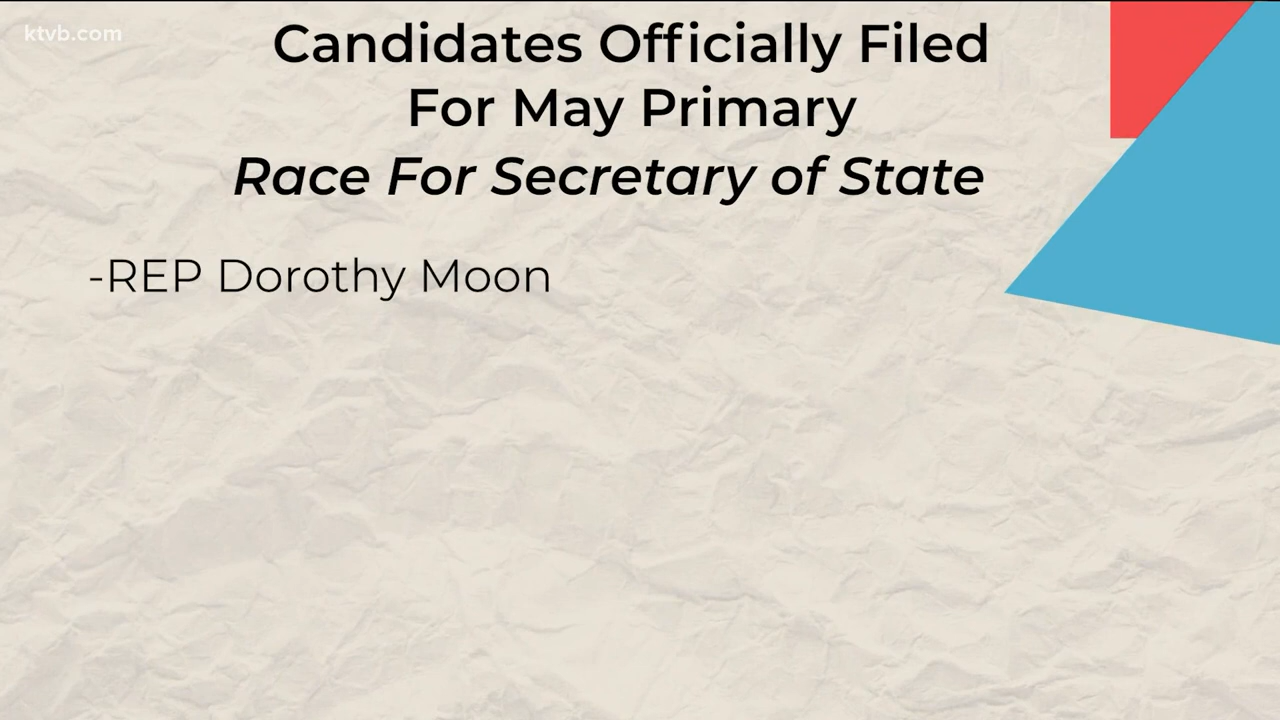 ktvb.com
Candidates Officially Filed
For May Primary
Race For Secretary of State
-REP Dorothy Moon